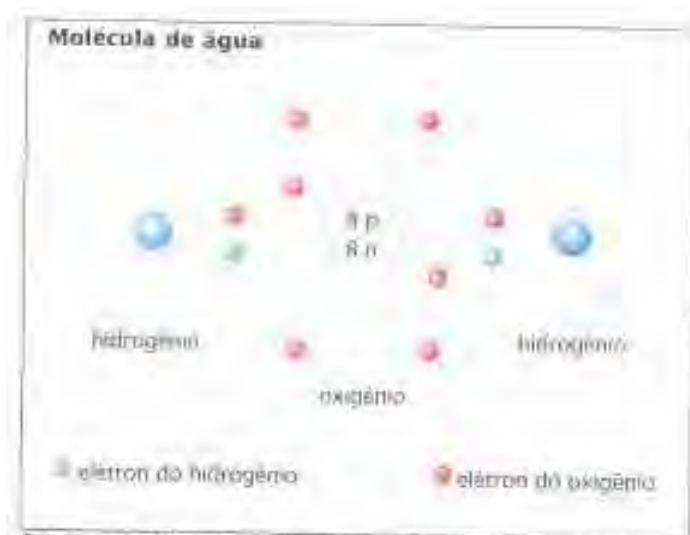 Molécula de água
8 p
8 n
hidrogênio
hidrogênio
oxigênio
elétron do hidrogênio
elétron do oxigênio